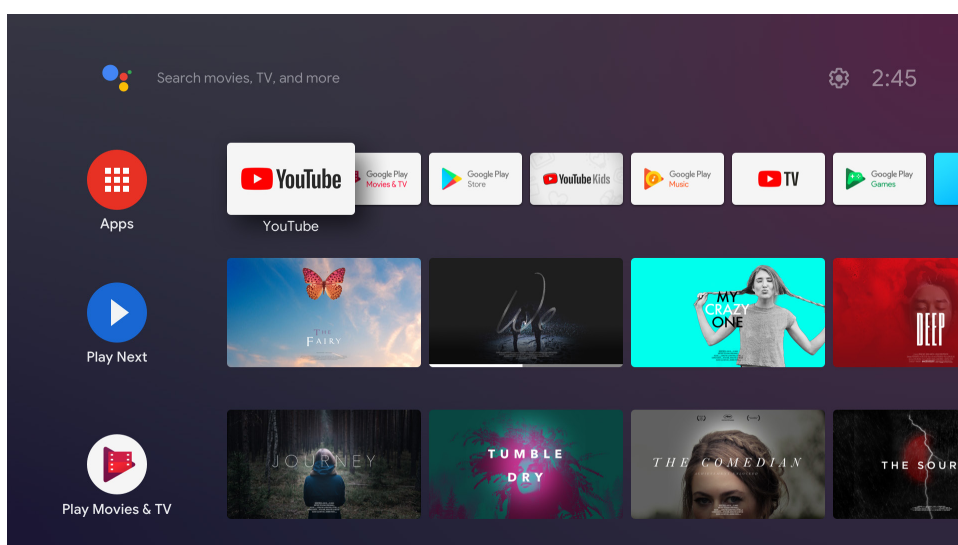 Search movies, TV, and more
2:45
YouTube
Google Play
Movies & TV
Google Play
Store
YouTube Kids
Google Play
Music
TV
Google Play
Games
Apps
YouTube
THE
FAIRY
MY
CRAZY
ONE
DEEP
Play Next
JOURNEY
TUMBLE
DRY
THE COMEDIAN
THE SOUR
Play Movies & TV